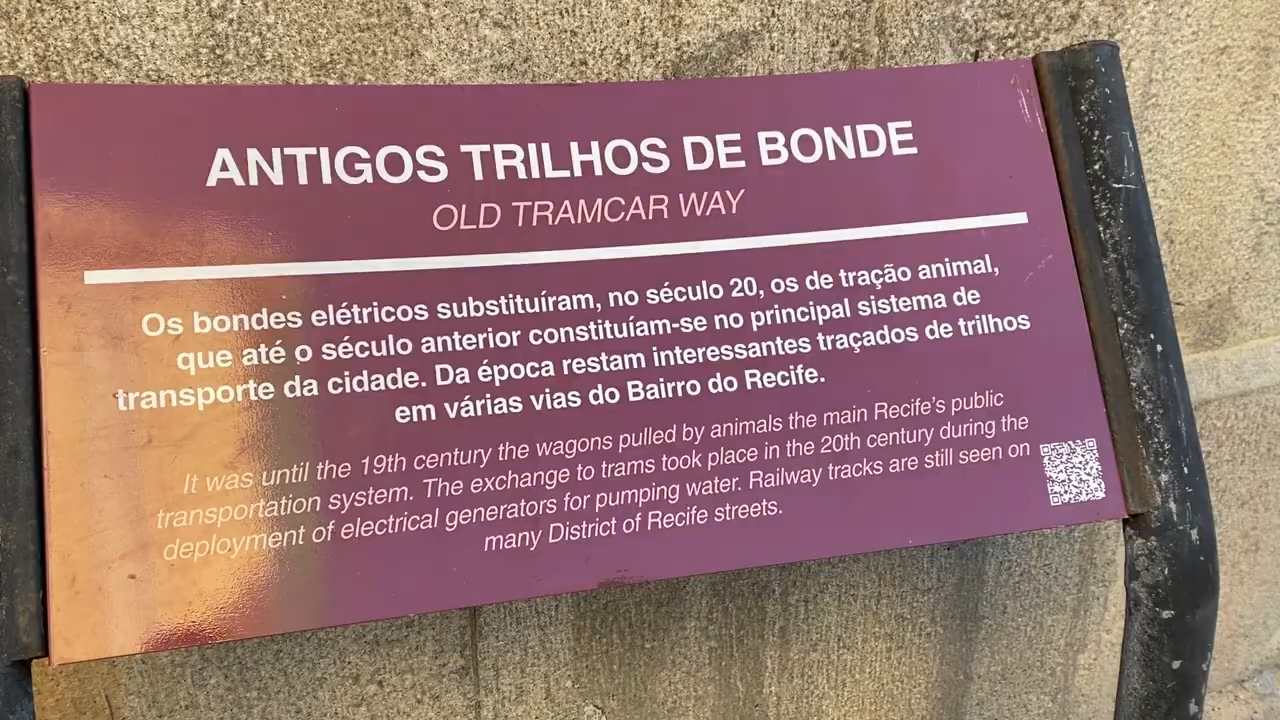 ANTIGOS TRILHOS DE BONDE
OLD TRAMCAR WAY
Os bondes elétricos substituíram, no século 20, os de tração animal,
que até o século anterior constituíam-se no principal sistema de
transporte da cidade. Da época restam interessantes traçados de trilhos
em várias vias do Bairro do Recife.
It was until the 19th century the wagons pulled by animals the main Recife's public
transportation system. The exchange to trams took place in the 20th century during the
deployment of electrical generators for pumping water. Railway tracks are still seen on
many District of Recife streets.